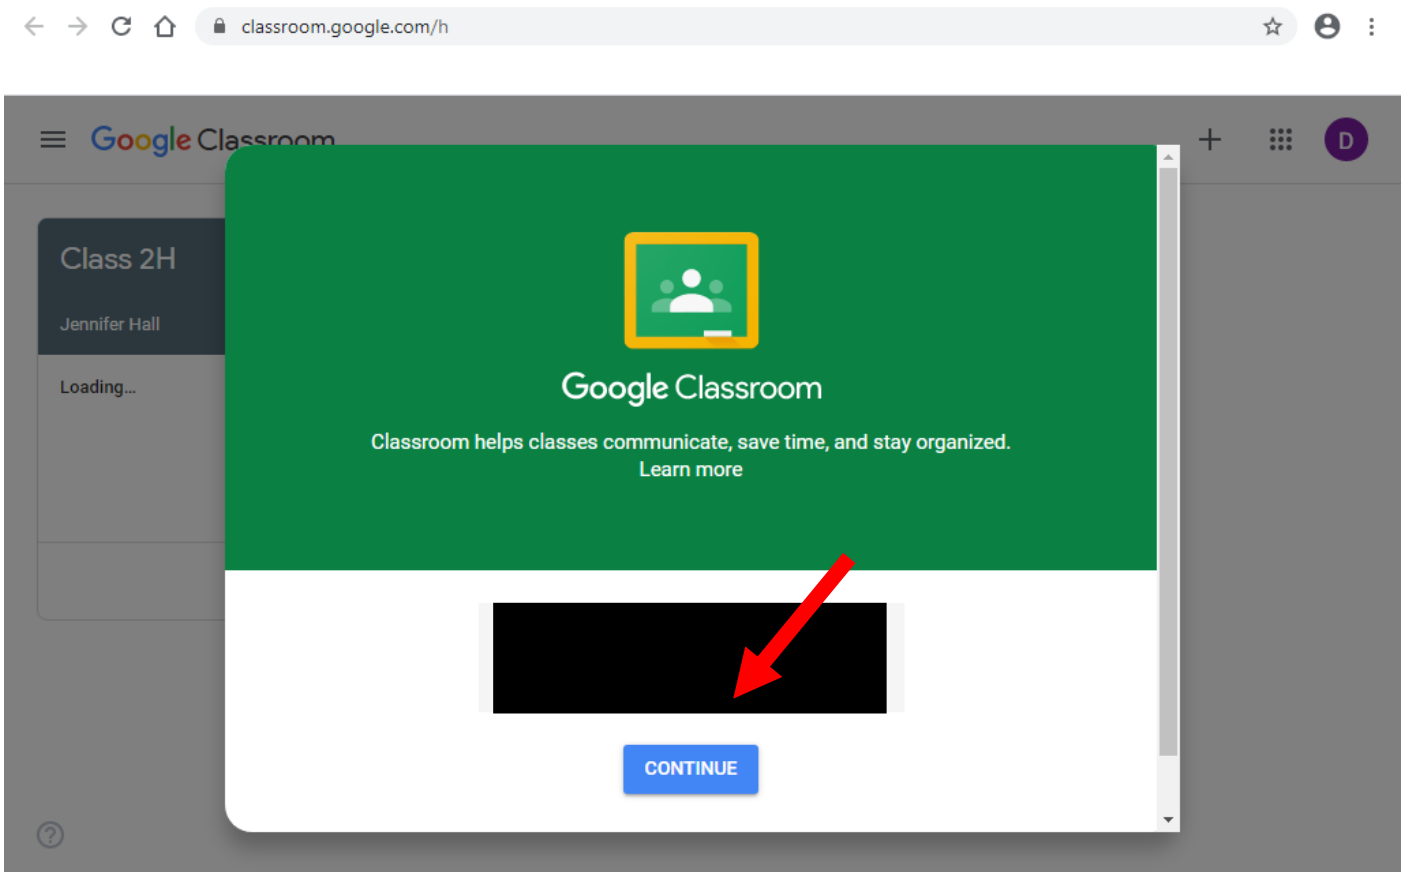 classroom.google.com/h
Google Classroom
D
Class 2H
Jennifer Hall
Loading...
Google Classroom
Classroom helps classes communicate, save time, and stay organized.
Learn more
CONTINUE